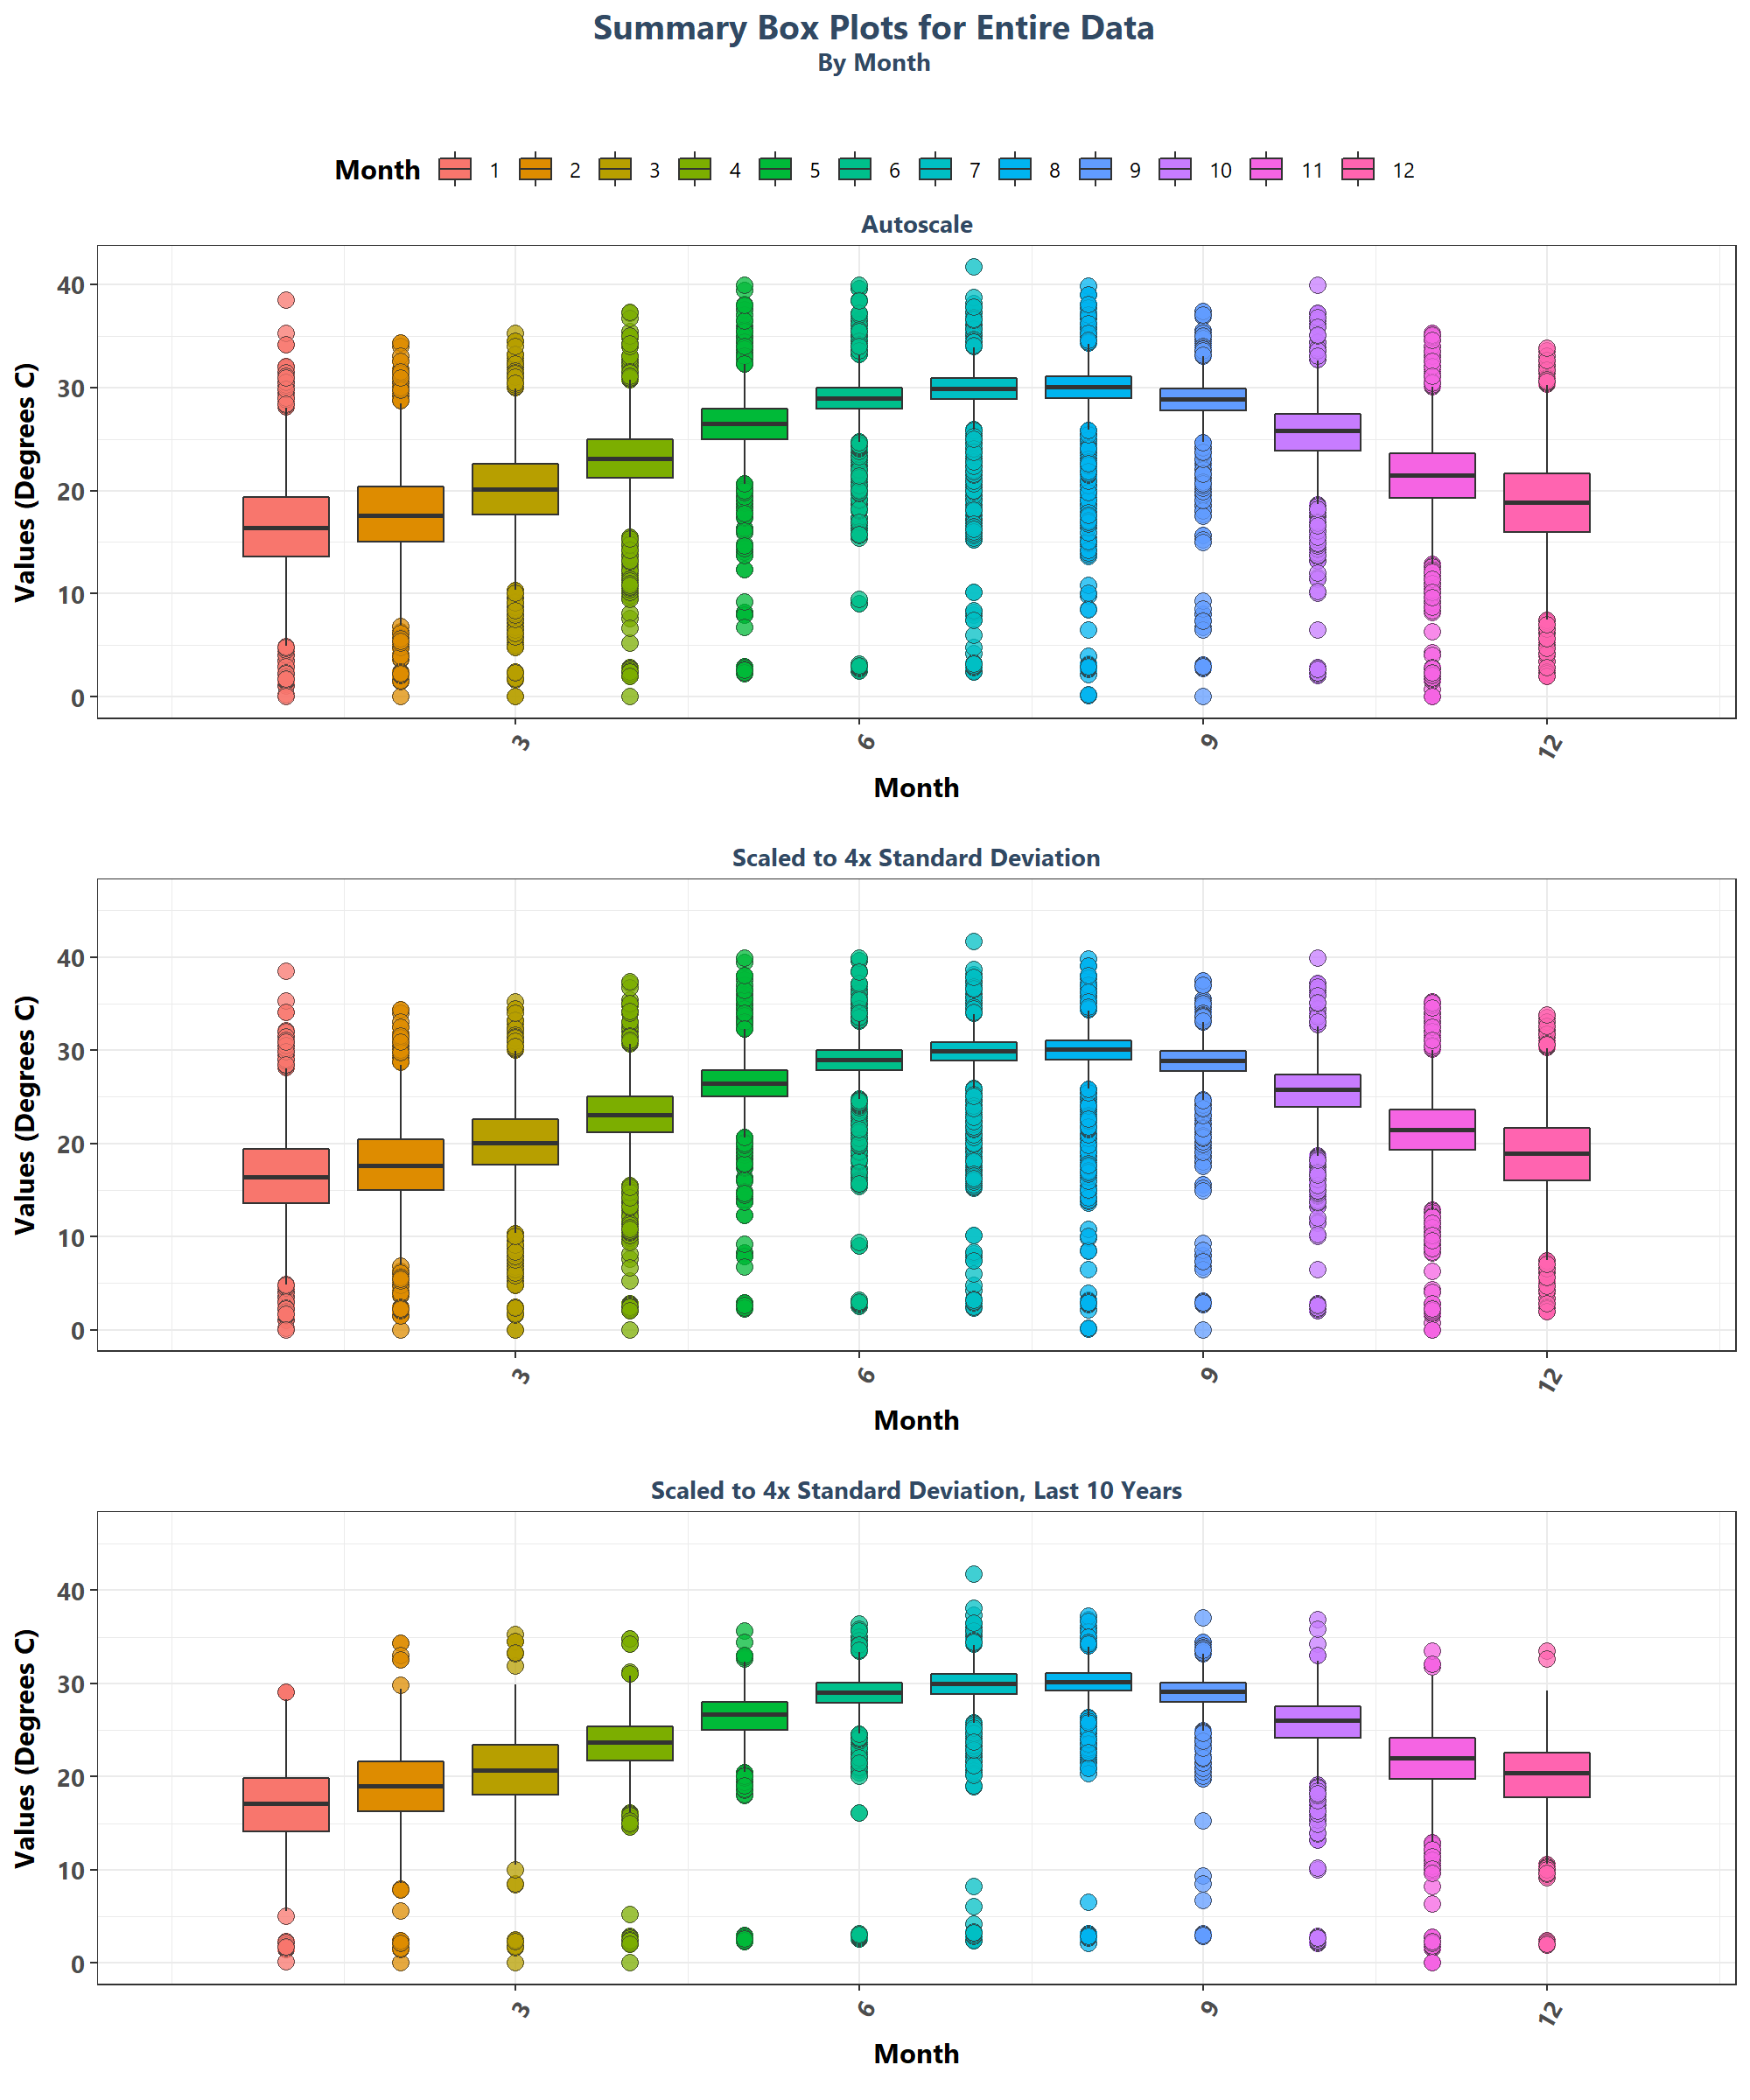 Summary Box Plots for Entire Data
By Month
Month 1 2 3 4 5 6 7 8 9 10 11 12
Autoscale
Values (Degrees C)
40
30
20
10
0
3 6 9 12
Month
Scaled to 4x Standard Deviation
Values (Degrees C)
40
30
20
10
0
3 6 9 12
Month
Scaled to 4x Standard Deviation, Last 10 Years
Values (Degrees C)
40
30
20
10
0
3 6 9 12
Month